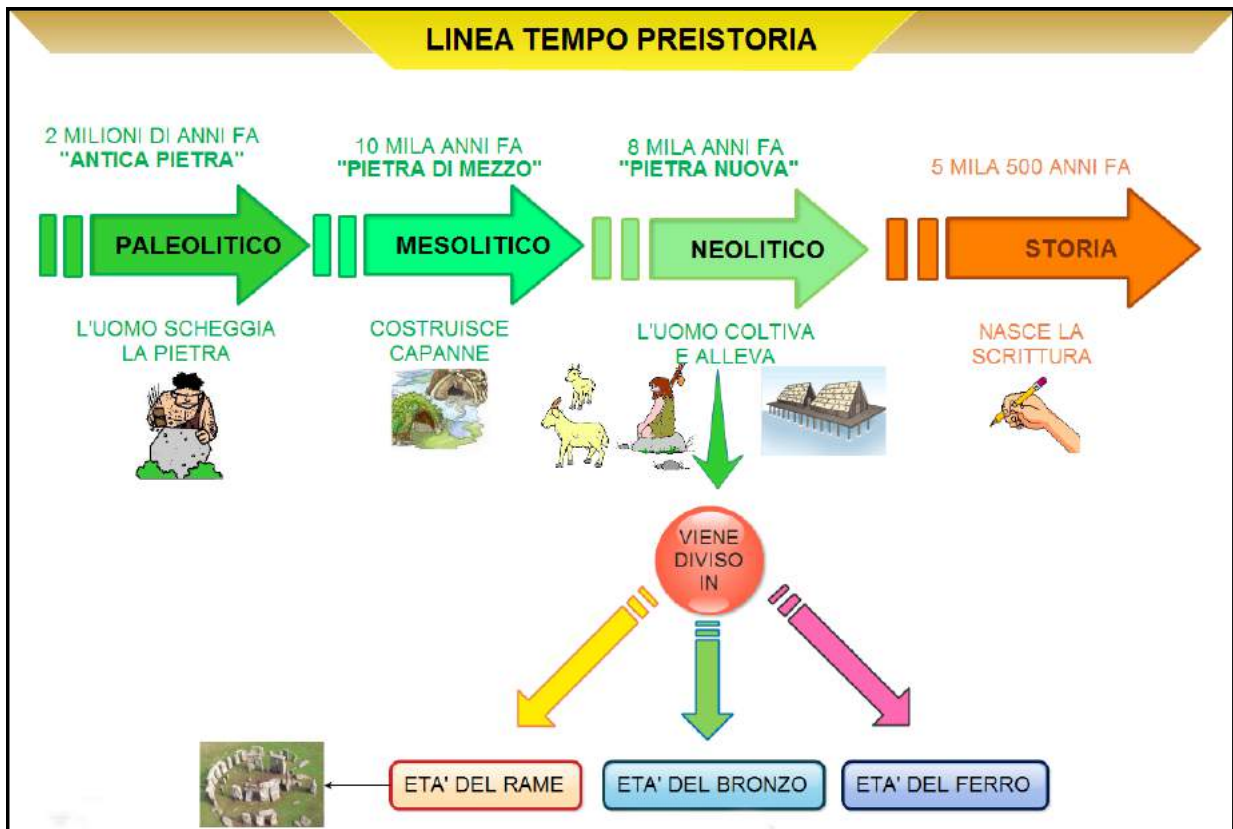 LINEA TEMPO PREISTORIA
2 MILIONI DI ANNI FA
"ANTICA PIETRA"
10 MILA ANNI FA
"PIETRA DI MEZZO"
8 MILA ANNI FA
"PIETRA NUOVA"
5 MILA 500 ANNI FA
PALEOLITICO
MESOLITICO
NEOLITICO
STORIA
L'UOMO SCHEGGIA
LA PIETRA
COSTRUISCE
CAPANNE
L'UOMO COLTIVA
E ALLEVA
NASCE LA
SCRITTURA
VIENE
DIVISO
IN
ETA' DEL RAME
ETA' DEL BRONZO
ETA' DEL FERRO